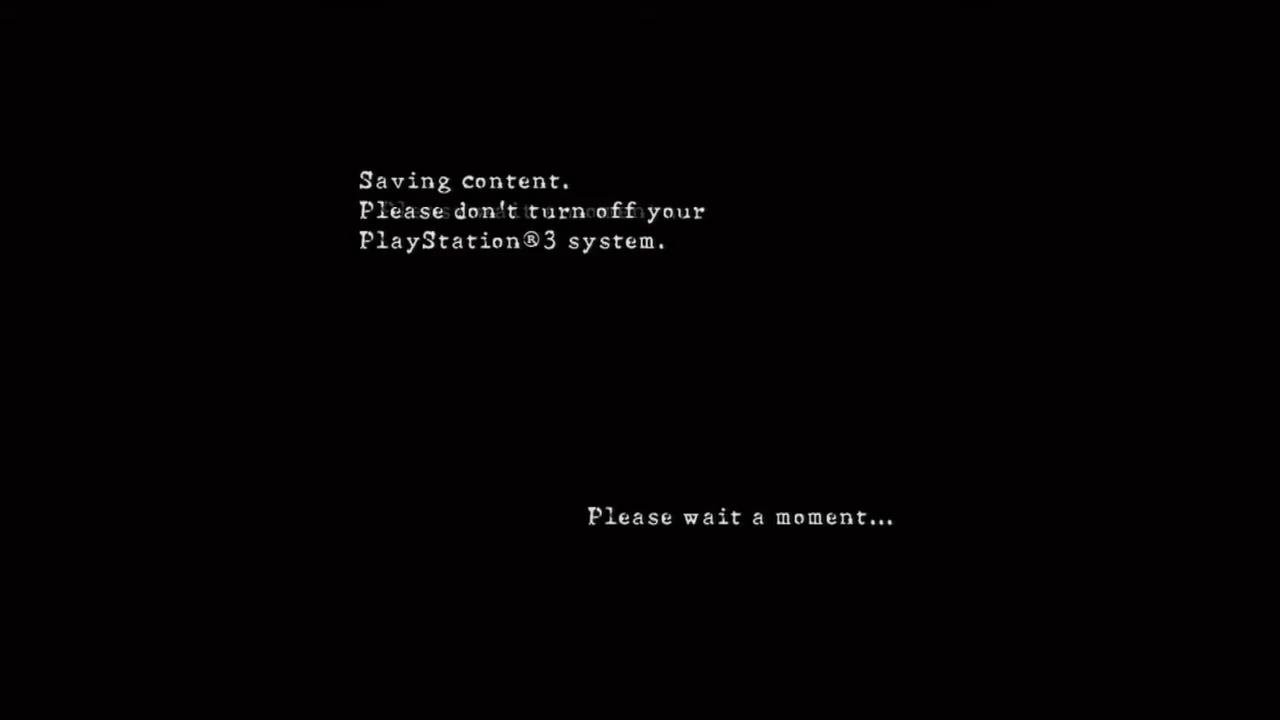 Saving content.
Please don't turn off your
PlayStation®3 system.
Please wait a moment...